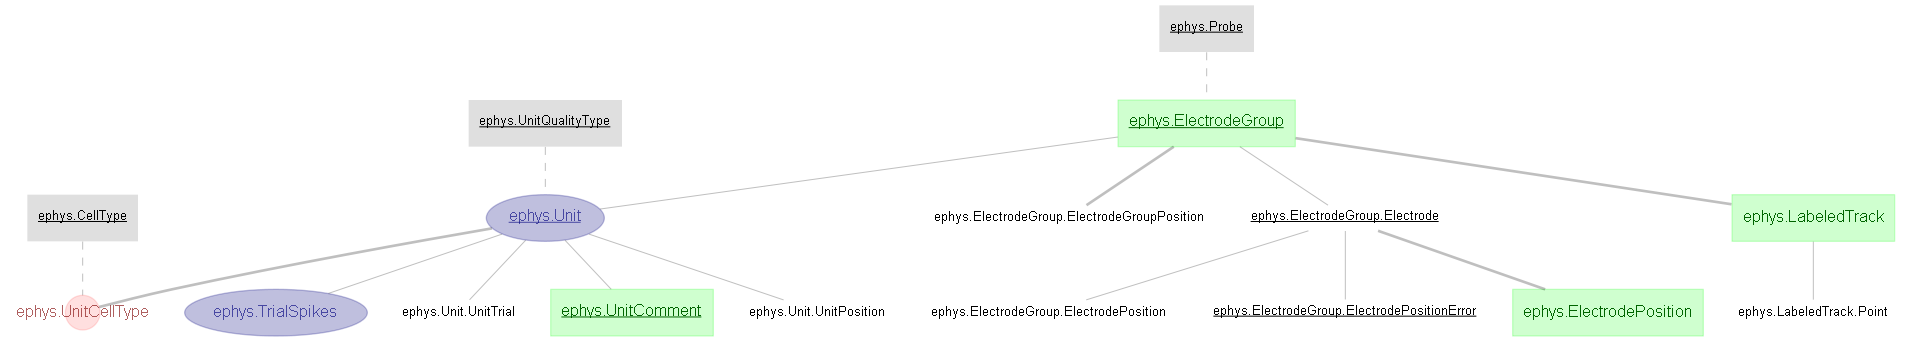 ephys.Probe
ephys.UnitQualityType
ephys.ElectrodeGroup
ephys.CellType
ephys.Unit
ephys.ElectrodeGroup.ElectrodeGroupPosition
ephys.ElectrodeGroup.Electrode
ephys.LabeledTrack
ephys.UnitCellType
ephys.TrialSpikes
ephys.Unit.UnitTrial
ephys.UnitComment
ephys.Unit.UnitPosition
ephys.ElectrodeGroup.ElectrodePosition
ephys.ElectrodeGroup.ElectrodePositionError
ephys.ElectrodePosition
ephys.LabeledTrack.Point